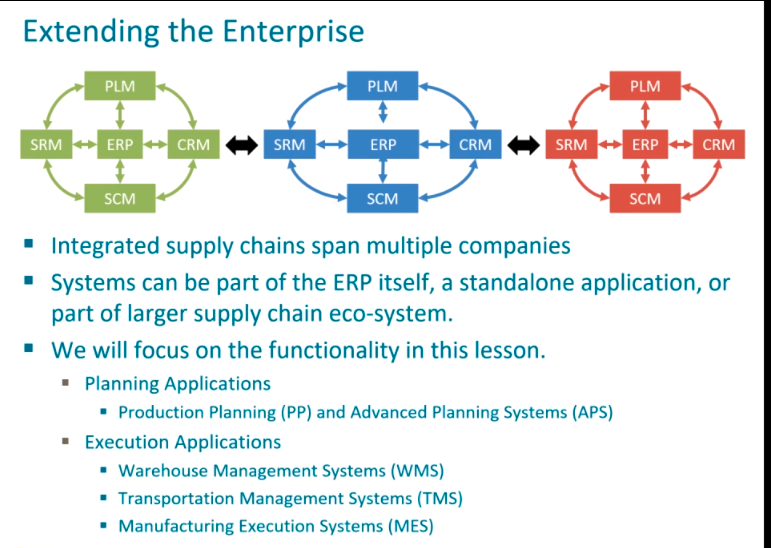 Extending the Enterprise
PLM
SRM
ERP
CRM
SCM
PLM
SRM
ERP
CRM
SCM
PLM
SRM
ERP
CRM
SCM
Integrated supply chains span multiple companies
Systems can be part of the ERP itself, a standalone application, or
part of larger supply chain eco-system.
We will focus on the functionality in this lesson.
Planning Applications
Production Planning (PP) and Advanced Planning Systems (APS)
Execution Applications
Warehouse Management Systems (WMS)
Transportation Management Systems (TMS)
Manufacturing Execution Systems (MES)